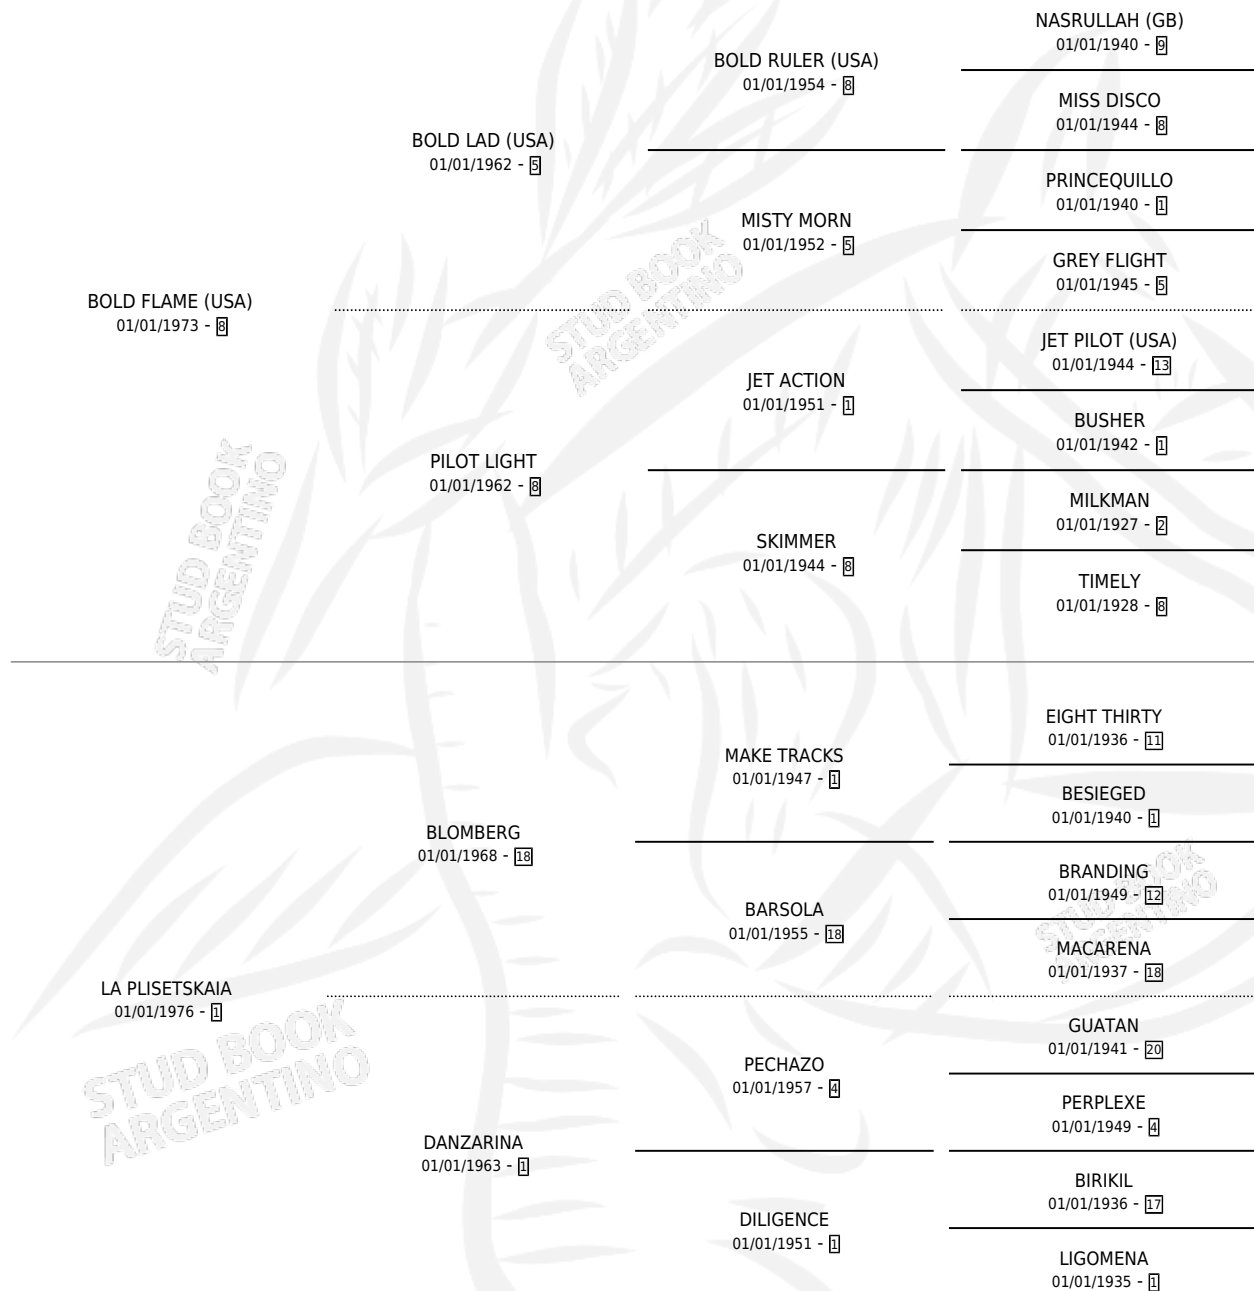 NASRULLAH (GB)
01/01/1940 - 9
BOLD RULER (USA)
01/01/1954 - 8
MISS DISCO
01/01/1944 - 8
BOLD LAD (USA)
01/01/1962 - 5
PRINCEQUILLO
01/01/1940 - 1
MISTY MORN
01/01/1952 - 5
GREY FLIGHT
01/01/1945 - 5
BOLD FLAME (USA)
01/01/1973 - 8
JET PILOT (USA)
01/01/1944 - 13
JET ACTION
01/01/1951 - 1
BUSHER
01/01/1942 - 1
PILOT LIGHT
01/01/1962 - 8
MILKMAN
01/01/1927 - 2
SKIMMER
01/01/1944 - 8
TIMELY
01/01/1928 - 8
EIGHT THIRTY
01/01/1936 - 11
MAKE TRACKS
01/01/1947 - 1
BESIEGED
01/01/1940 - 1
BLOMBERG
01/01/1968 - 18
BRANDING
01/01/1949 - 12
BARSOLA
01/01/1955 - 18
MACARENA
01/01/1937 - 18
LA PLISETSKAIA
01/01/1976 - 1
GUATAN
01/01/1941 - 20
PECHAZO
01/01/1957 - 4
PERPLEXE
01/01/1949 - 4
DANZARINA
01/01/1963 - 1
BIRIKIL
01/01/1936 - 17
DILIGENCE
01/01/1951 - 1
LIGOMENA
01/01/1935 - 1
STUD BOOK
ARGENTINO
STUD BOOK
ARGENTINO
STUD BOOK
ARGENTINO
STUD BOOK
ARGENTINO